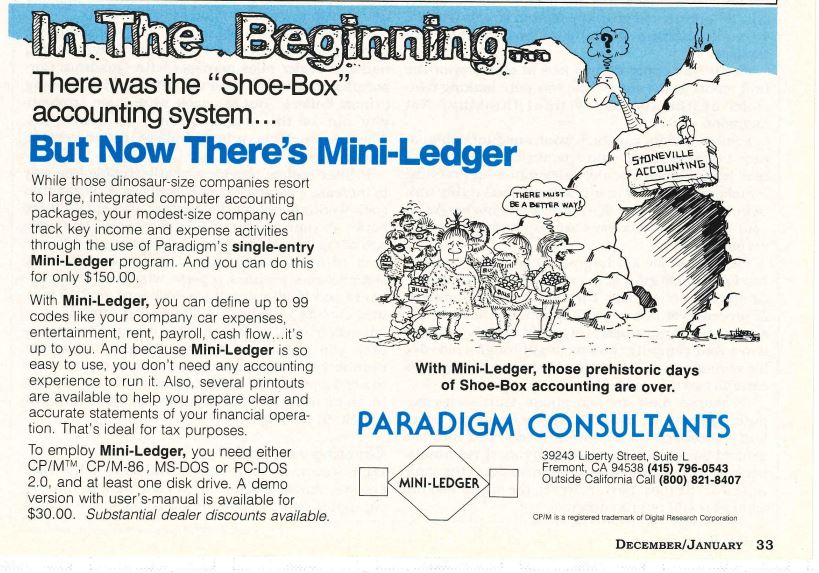 In The Beginning...
There was the "Shoe-Box"
accounting system...
But Now There's Mini-Ledger
While those dinosaur-size companies resort
to large, integrated computer accounting
packages, your modest-size company can
track key income and expense activities
through the use of Paradigm's single-entry
Mini-Ledger program. And you can do this
for only $150.00.
With Mini-Ledger, you can define up to 99
codes like your company car expenses,
entertainment, rent, payroll, cash flow...it's
up to you. And because Mini-Ledger is so
easy to use, you don't need any accounting
experience to run it. Also, several printouts
are available to help you prepare clear and
accurate statements of your financial opera-
tion. That's ideal for tax purposes.
To employ Mini-Ledger, you need either
CP/M™, CP/M-86, MS-DOS or PC-DOS
2.0, and at least one disk drive. A demo
version with user's-manual is available for
$30.00. Substantial dealer discounts available.
?
STONEVILLE
ACCOUNTING
THERE MUST
BE A BETTER WAY!
BILLS
With Mini-Ledger, those prehistoric days
of Shoe-Box accounting are over.
PARADIGM CONSULTANTS
MINI-LEDGER
39243 Liberty Street, Suite L
Fremont, CA 94538 (415) 796-0543
Outside California Call (800) 821-8407
CP/M is a registered trademark of Digital Research Corporation
DECEMBER/JANUARY 33